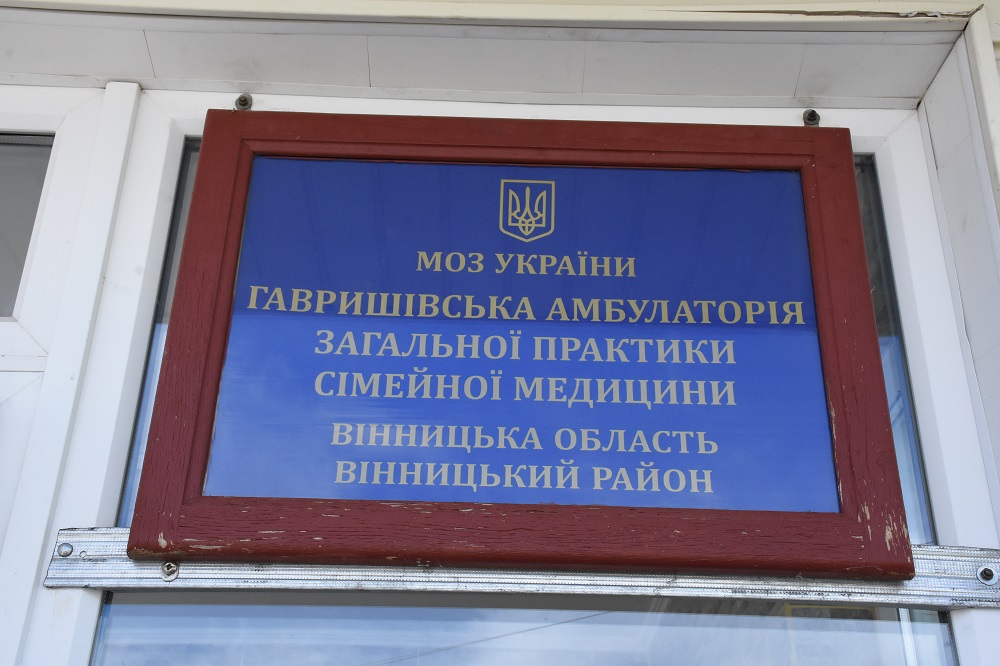 МОЗ УКРАЇНИ
ГАВРИШІВСЬКА АМБУЛАТОРІЯ
ЗАГАЛЬНОЇ ПРАКТИКИ
СІМЕЙНОЇ МЕДИЦИНИ
ВІННИЦЬКА ОБЛАСТЬ
ВІННИЦЬКИЙ РАЙОН